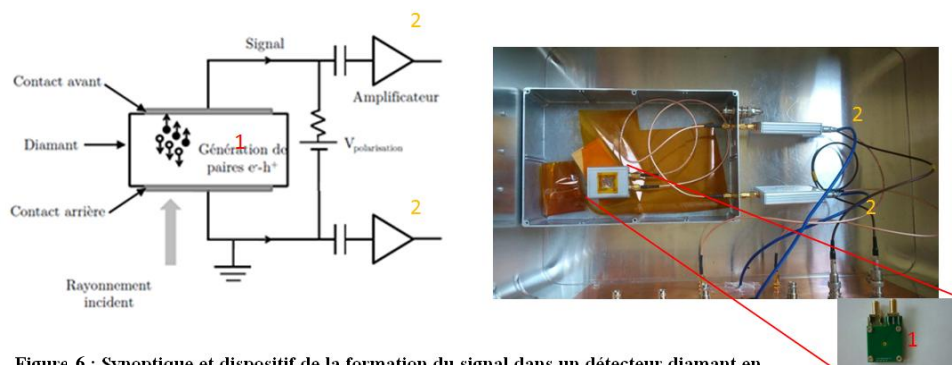 2
Signal
Contact avant
Amplificateur
2
Diamant
1
Génération de
paires e-h⁺
V polarisation
Contact arrière
2
2
Rayonnement
incident
1
Figure 6 : Synoptique et dispositif de la formation du signal dans un détecteur diamant en